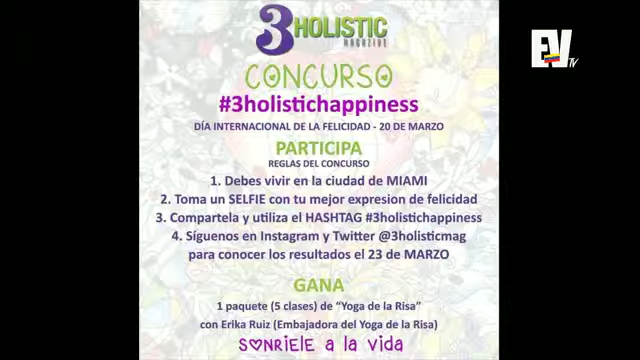 3HOLISTIC
MAGAZINE
EVTV
CONCURSO
#3holistichappiness
DÍA INTERNACIONAL DE LA FELICIDAD - 20 DE MARZO
PARTICIPA
REGLAS DEL CONCURSO
1. Debes vivir en la ciudad de MIAMI
2. Toma un SELFIE con tu mejor expresion de felicidad
3. Compartela y utiliza el HASHTAG #3holistichappiness
4. Síguenos en Instagram y Twitter @3holisticmag
para conocer los resultados el 23 de MARZO
GANA
1 paquete (5 clases) de “Yoga de la Risa”
con Erika Ruiz (Embajadora del Yoga de la Risa)
SONRIELE a la vida